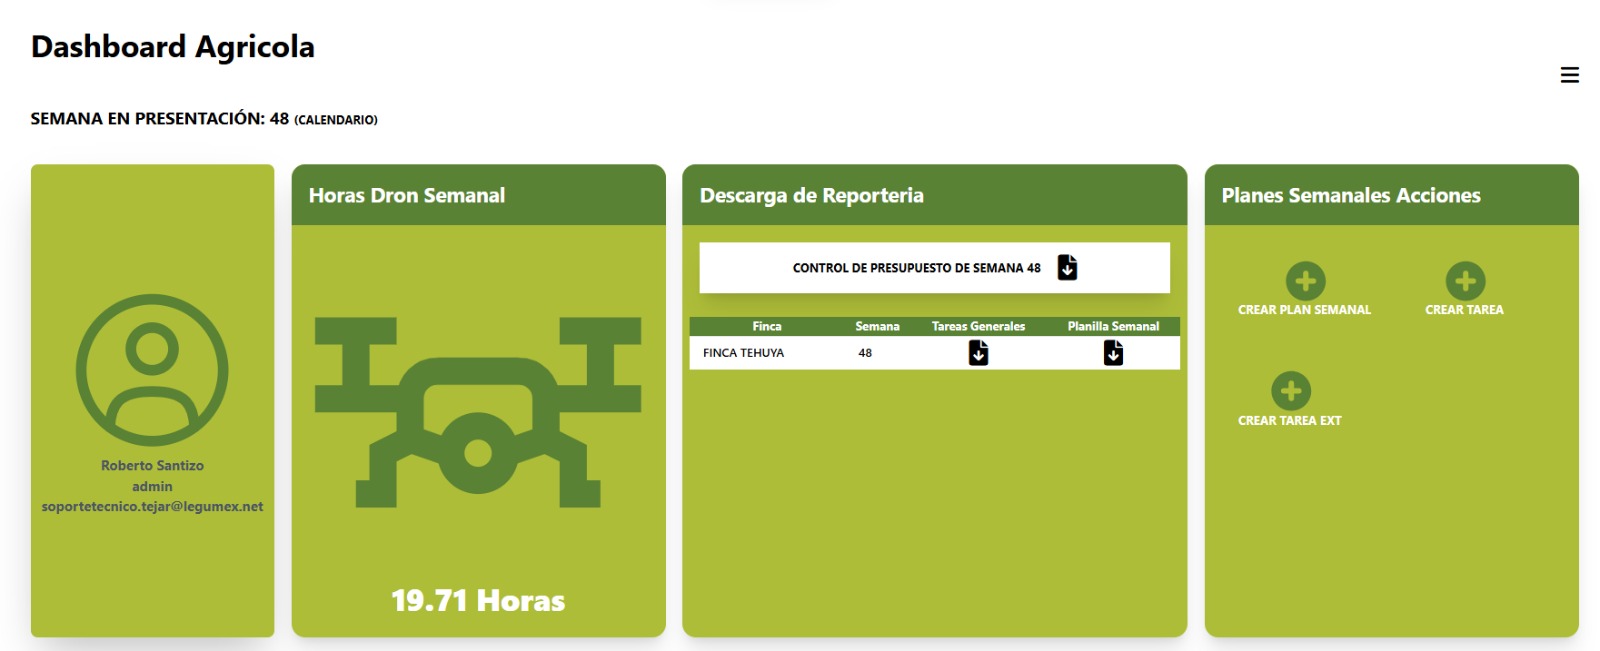 Dashboard Agricola
SEMANA EN PRESENTACIÓN: 48 (CALENDARIO)
Roberto Santizo
admin
soportetecnico.tejar@legumex.net
Horas Dron Semanal
19.71 Horas
Descarga de Reporteria
CONTROL DE PRESUPUESTO DE SEMANA 48
Finca Semana Tareas Generales Planilla Semanal
FINCA TEHUYA 48
Planes Semanales Acciones
CREAR PLAN SEMANAL CREAR TAREA
CREAR TAREA EXT